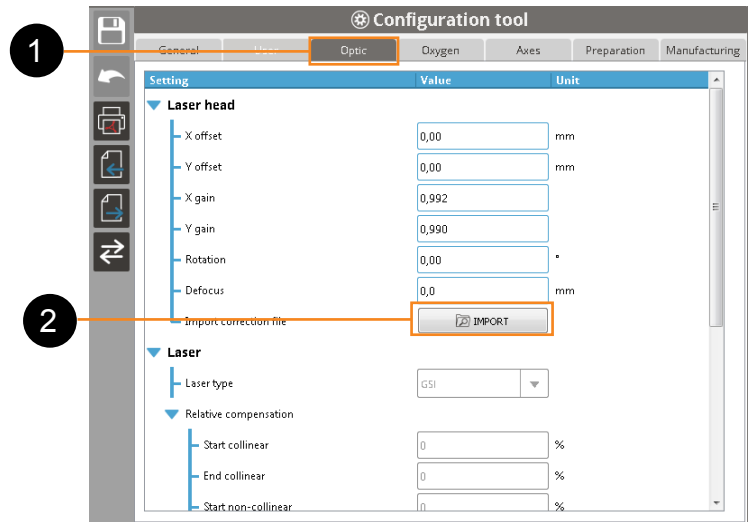 Configuration tool
1
General User Optic Oxygen Axes Preparation Manufacturing
Setting Value Unit
Laser head
X offset 0,00 mm
Y offset 0,00 mm
X gain 0,992
Y gain 0,990
Rotation 0,00 °
Defocus 0,0 mm
2
Import correction file IMPORT
Laser
Laser type GSI
Relative compensation
Start collinear 0 %
End collinear 0 %
Start non-collinear 0 %